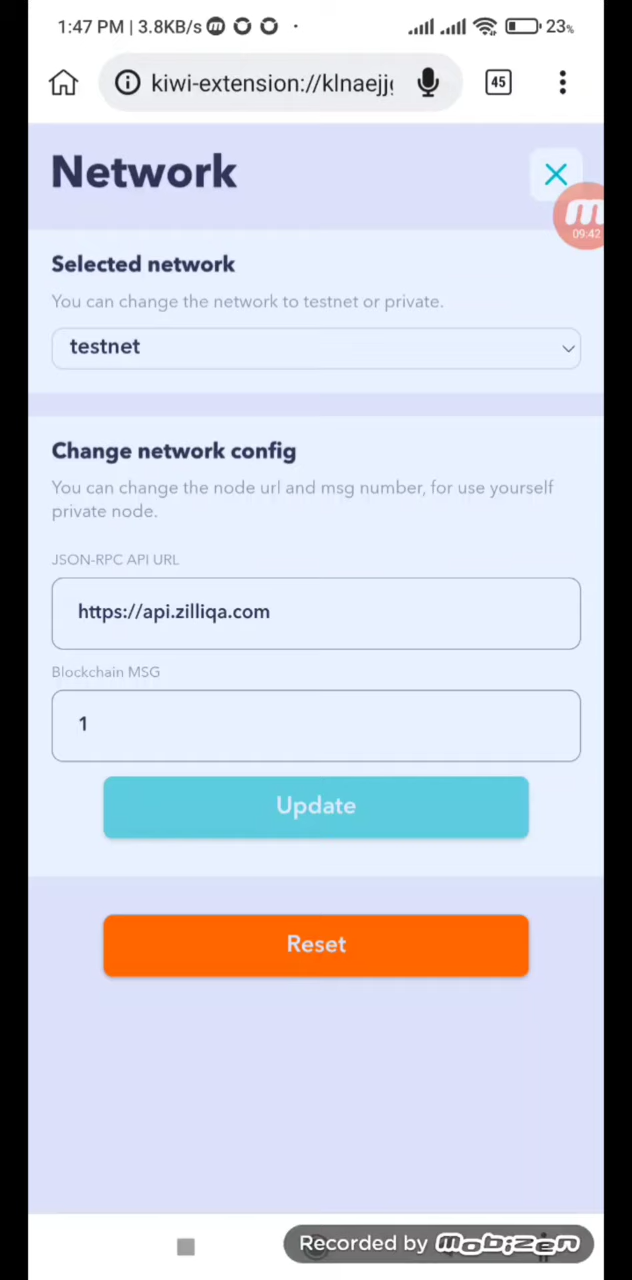 1:47 PM | 3.8KB/s
23%
kiwi-extension://klnaejj
45
Network
09:42
Selected network
You can change the network to testnet or private.
testnet
Change network config
You can change the node url and msg number, for use yourself
private node.
JSON-RPC API URL
https://api.zilliqa.com
Blockchain MSG
1
Update
Reset
Recorded by mobizen